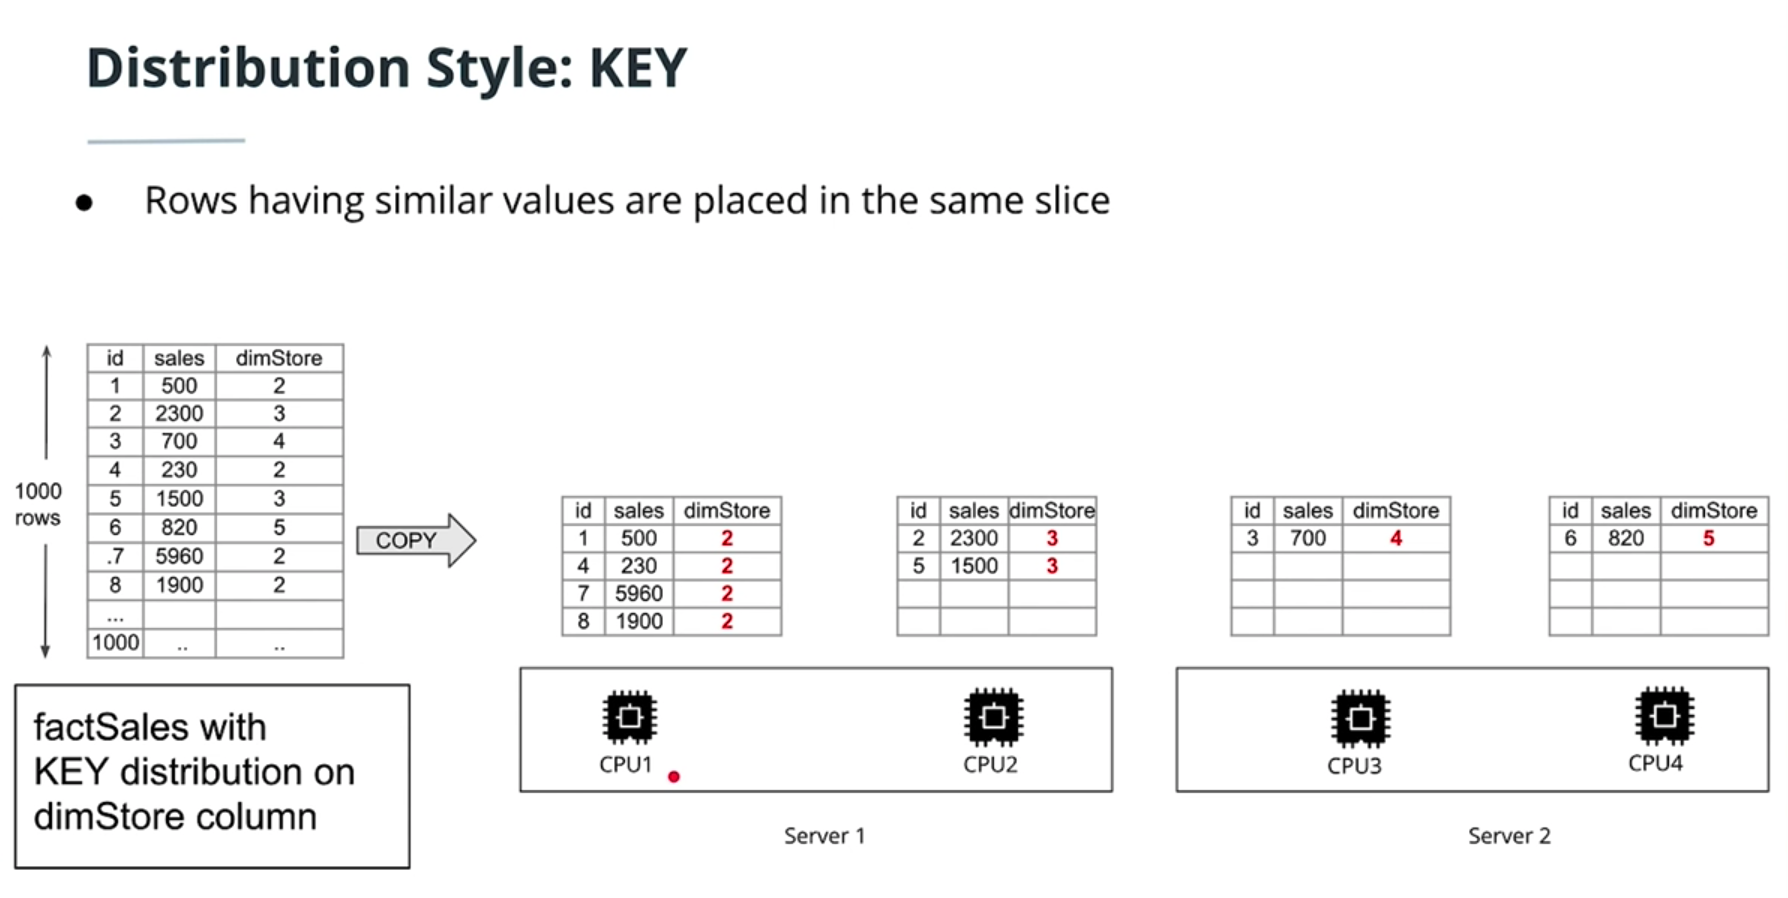 Distribution Style: KEY
● Rows having similar values are placed in the same slice
1000
rows
id sales dimStore
1 500 2
2 2300 3
3 700 4
4 230 2
5 1500 3
6 820 5
.7 5960 2
8 1900 2
...
1000 .. ..
COPY
id sales dimStore
1 500 2
4 230 2
7 5960 2
8 1900 2
id sales dimStore
2 2300 3
5 1500 3
id sales dimStore
3 700 4
id sales dimStore
6 820 5
factSales with
KEY distribution on
dimStore column
CPU1
CPU2
CPU3
CPU4
Server 1
Server 2